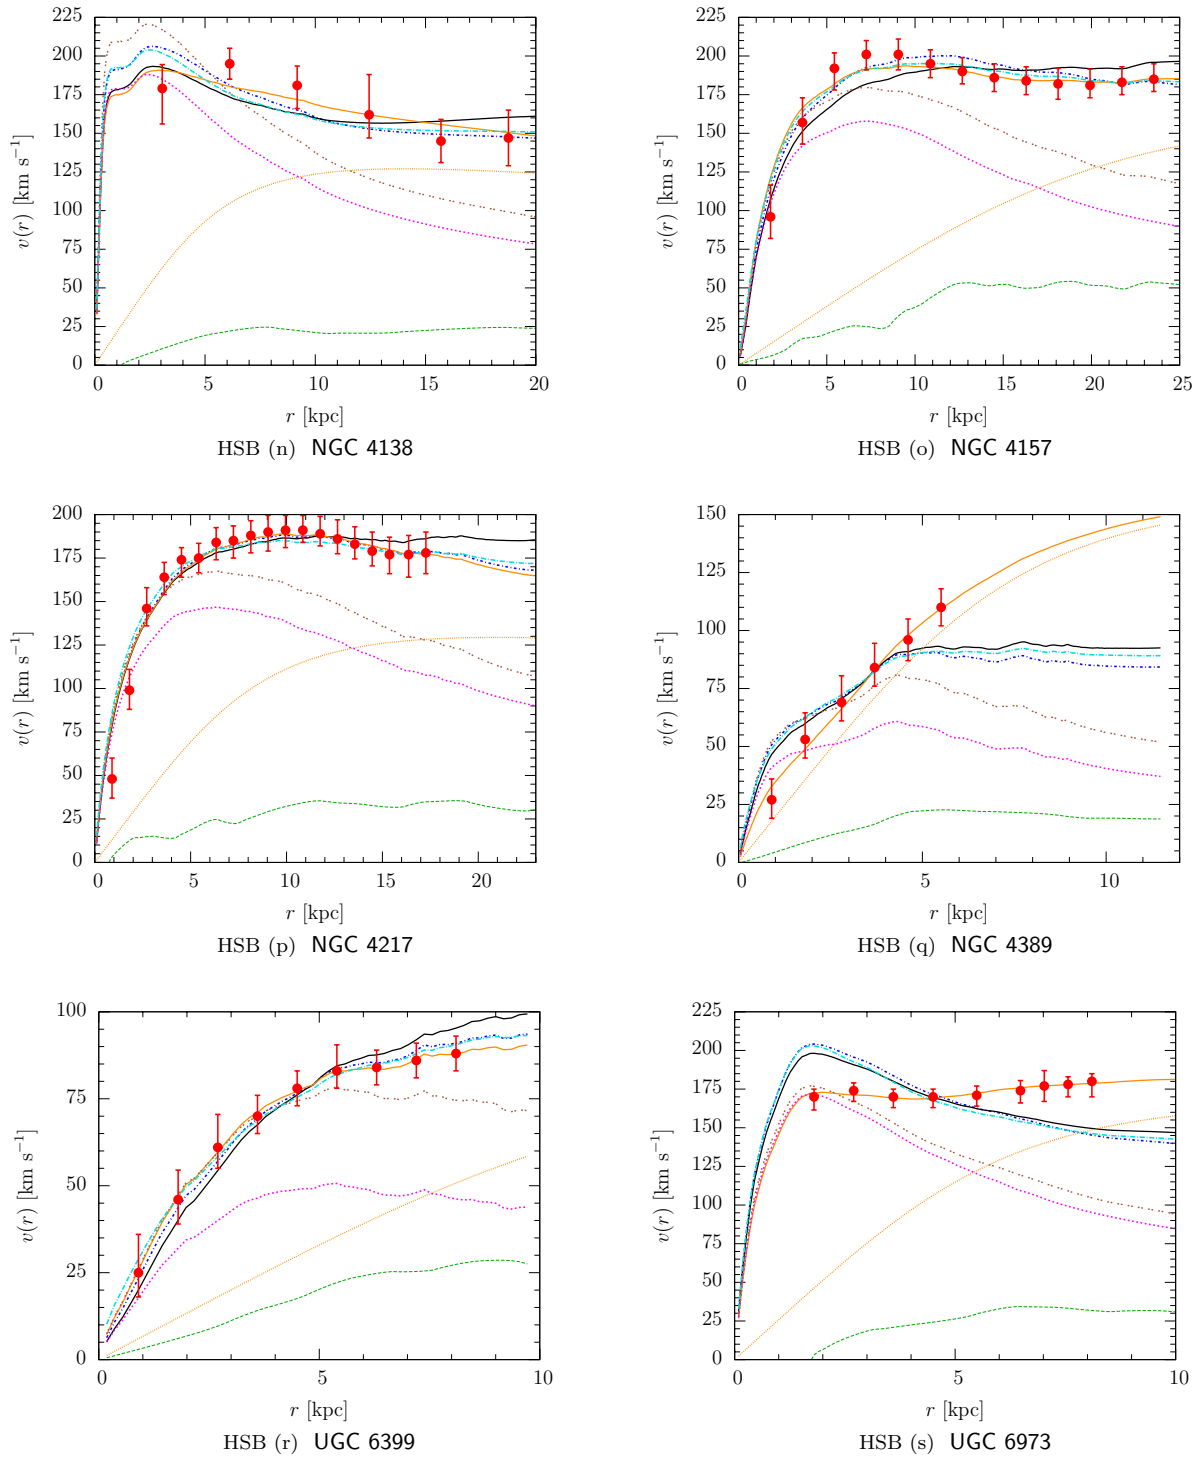 225
200
175
150
125
100
75
50
25
0
v(r) [km s⁻¹]
0 5 10 15 20
r [kpc]
HSB (n) NGC 4138
225
200
175
150
125
100
75
50
25
0
v(r) [km s⁻¹]
0 5 10 15 20 25
r [kpc]
HSB (o) NGC 4157
200
175
150
125
100
75
50
25
0
v(r) [km s⁻¹]
0 5 10 15 20
r [kpc]
HSB (p) NGC 4217
150
125
100
75
50
25
0
v(r) [km s⁻¹]
0 5 10
r [kpc]
HSB (q) NGC 4389
100
75
50
25
0
v(r) [km s⁻¹]
0 5 10
r [kpc]
HSB (r) UGC 6399
225
200
175
150
125
100
75
50
25
0
v(r) [km s⁻¹]
0 5 10
r [kpc]
HSB (s) UGC 6973